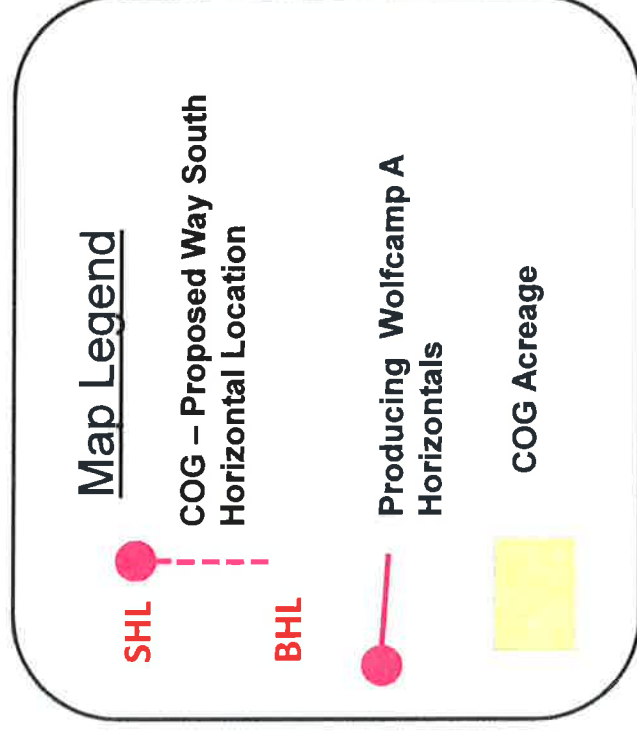 Map Legend
SHL
COG – Proposed Way South
Horizontal Location
BHL
Producing Wolfcamp A
Horizontals
COG Acreage